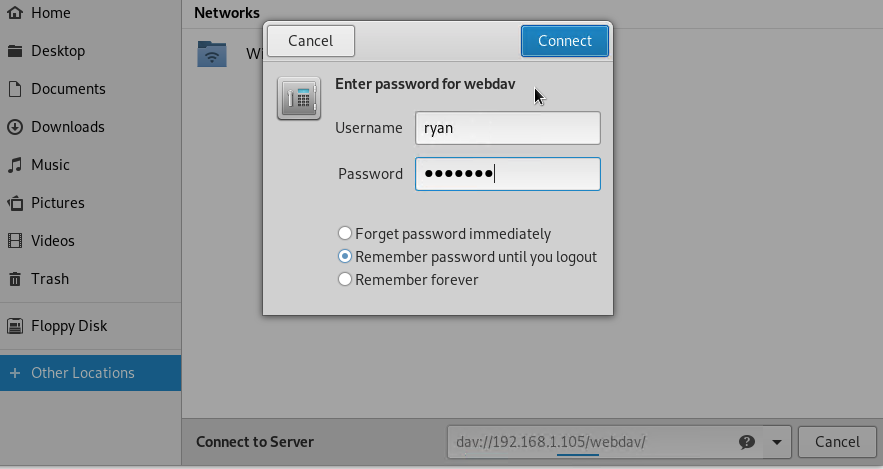 Home
Desktop
Documents
Downloads
Music
Pictures
Videos
Trash
Floppy Disk
+ Other Locations
Networks
Cancel
Connect
Enter password for webdav
Username ryan
Password ●●●●●●●
Forget password immediately
Remember password until you logout
Remember forever
Connect to Server
dav://192.168.1.105/webdav/
?
Cancel